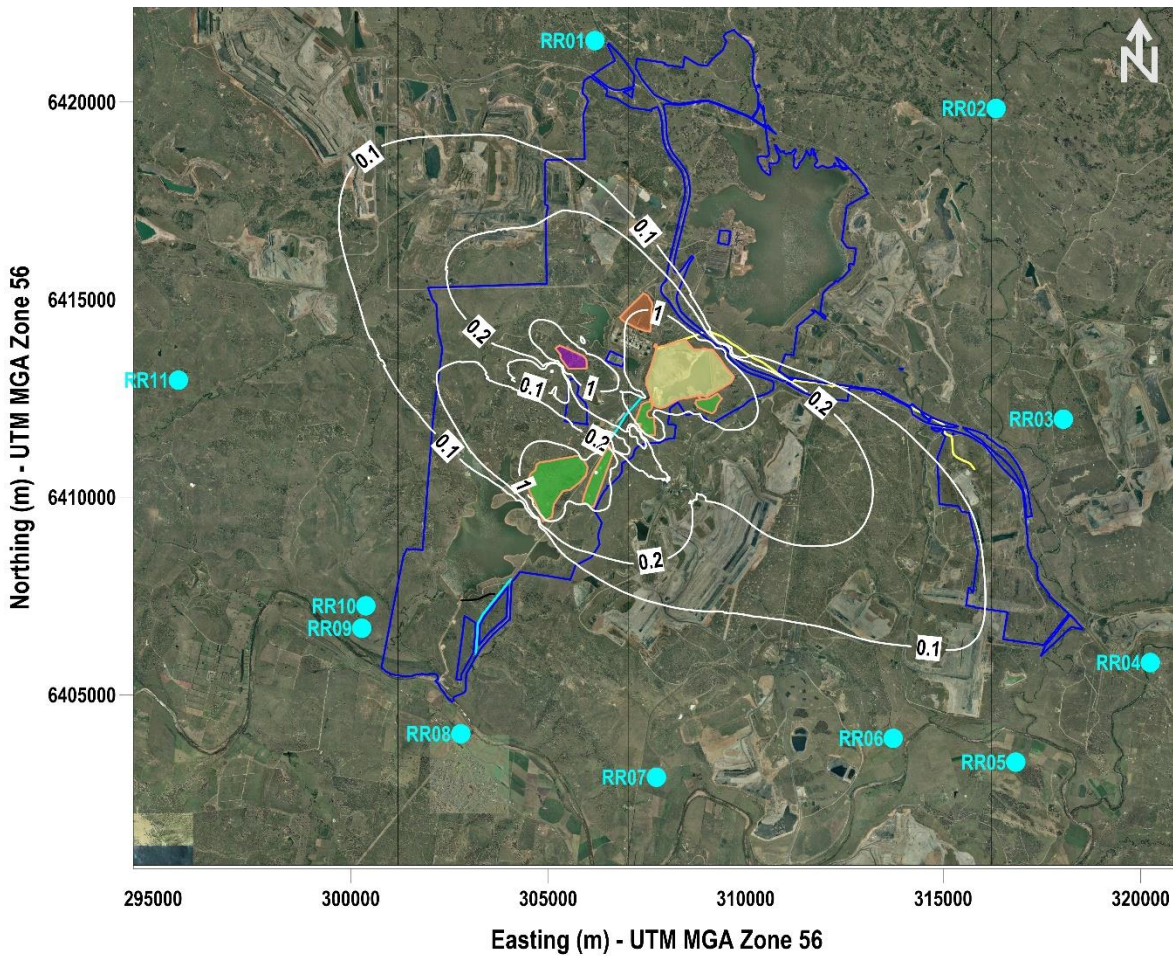 N
RR01
6420000
RR02
0.1
0.1
6415000
1
0.2
RR11
0.1
1
0.2
RR03
0.1
0.2
6410000
1
0.2
RR10
0.1
RR09
RR04
6405000
RR08
RR06
RR05
RR07
295000
300000
305000
310000
315000
320000
Northing (m) - UTM MGA Zone 56
Easting (m) - UTM MGA Zone 56